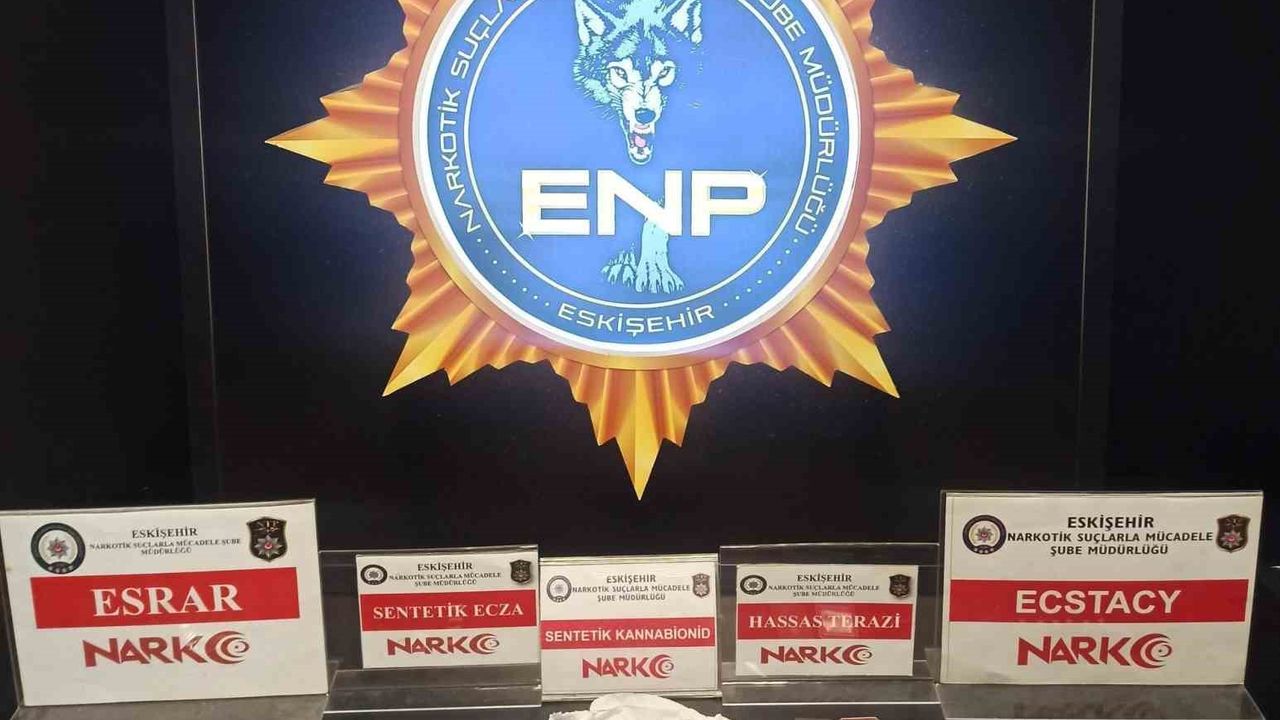 NARKOTİK SUÇLA
ŞUBE MÜDÜRLÜĞÜ
ENP
ESKİŞEHİR
ESKİŞEHİR
NARKOTİK SUÇLARLA MÜCADELE ŞUBE
MÜDÜRLÜĞÜ
ESRAR
NARKO
ESKİŞEHİR
NARKOTİK SUÇLARLA MÜCADELE
ŞUBE MÜDÜRLÜĞÜ
SENTETİK ECZA
NARKO
ESKİŞEHİR
NARKOTİK SUÇLARLA MÜCADELE
ŞUBE MÜDÜRLÜĞÜ
SENTETİK KANNABİONİD
NARKO
ESKİŞEHİR
NARKOTİK SUÇLARLA MÜCADELE
ŞUBE MÜDÜRLÜĞÜ
HASSAS TERAZİ
NARKO
ESKİŞEHİR
NARKOTİK SUÇLARLA MÜCADELE
ŞUBE MÜDÜRLÜĞÜ
ECSTACY
NARKO